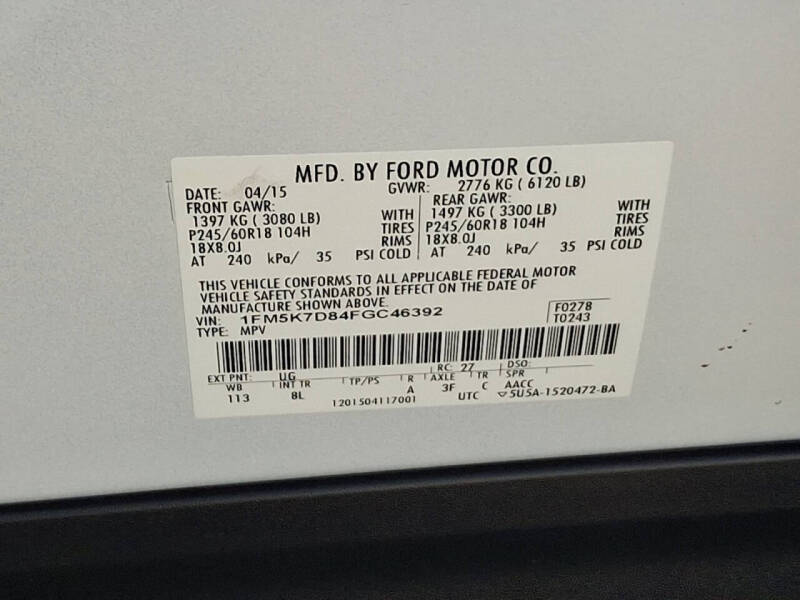 MFD. BY FORD MOTOR CO.
DATE: 04/15 GVWR: 2776 KG ( 6120 LB)
FRONT GAWR: REAR GAWR:
1397 KG ( 3080 LB) WITH 1497 KG ( 3300 LB) WITH
P245/60R18 104H TIRES P245/60R18 104H TIRES
18X8.0J RIMS 18X8.0J RIMS
AT 240 kPa/ 35 PSI COLD AT 240 kPa/ 35 PSI COLD
THIS VEHICLE CONFORMS TO ALL APPLICABLE FEDERAL MOTOR
VEHICLE SAFETY STANDARDS IN EFFECT ON THE DATE OF
MANUFACTURE SHOWN ABOVE.
VIN: 1FM5K7D84FGC46392 F0278
TYPE: MPV T0243
EXT PNT: UG RC: 27 DSO:
WB INT TR TP/PS R AXLE TR SPR
113 8L A 3F C AACC
1201504117001 UTC ▽5U5A-1520472-BA